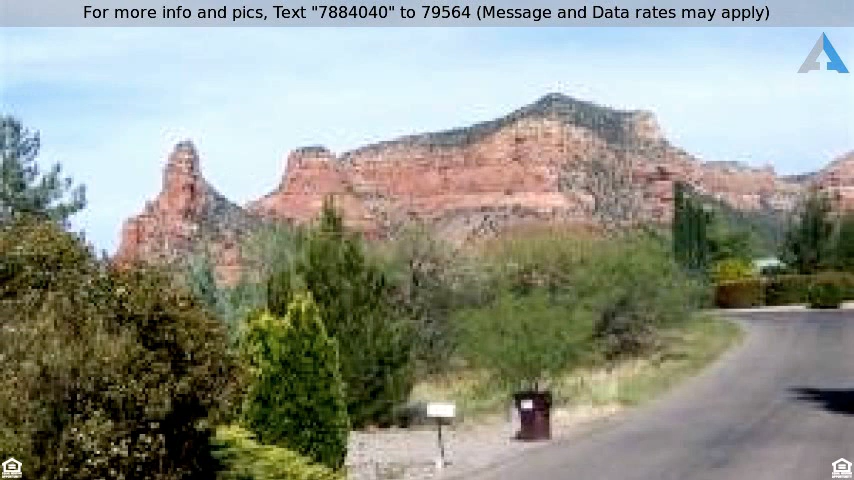 For more info and pics, Text "7884040" to 79564 (Message and Data rates may apply)